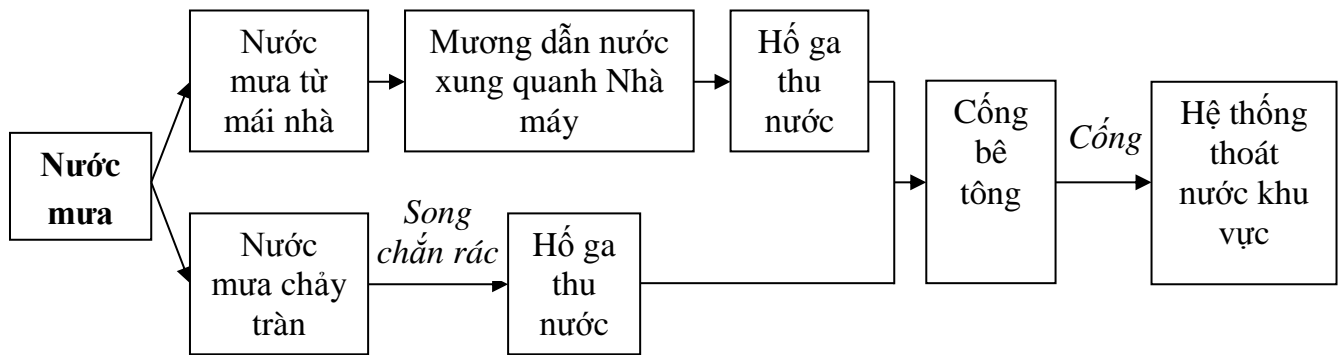 Nước
mưa
Nước
mưa từ
mái nhà
Mương dẫn nước
xung quanh Nhà
máy
Hố ga
thu
nước
Nước
mưa chảy
tràn
Song
chắn rác
Hố ga
thu
nước
Cống
bê
tông
Cống
Hệ thống
thoát
nước khu
vực